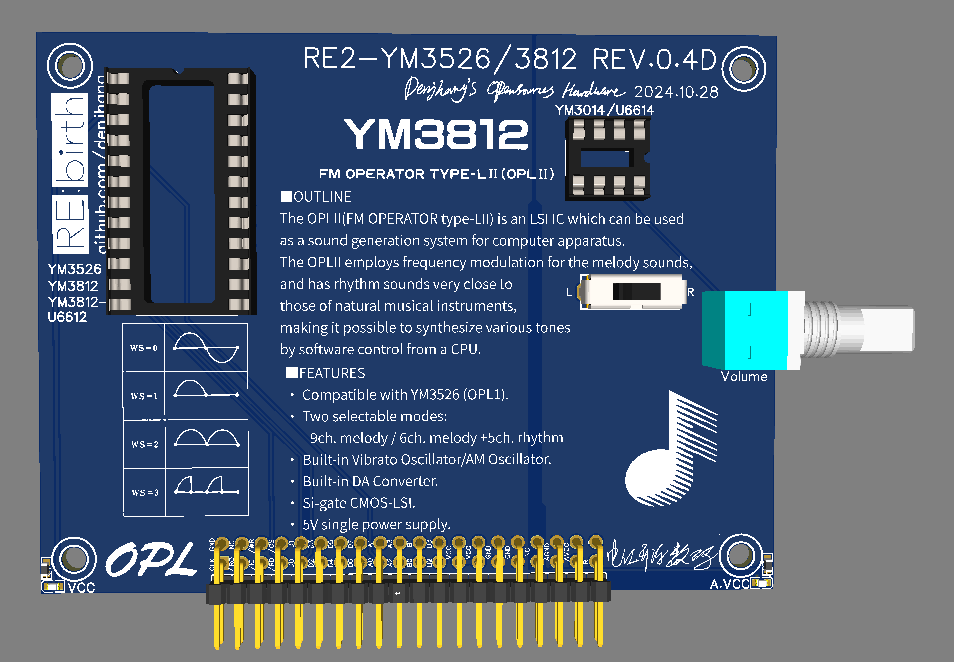 RE2-YM3526/3812 REV.0.4D
Denjhang's Opensources Hardware 2024.10.28
YM3014/U6614
YM3812
FM OPERATOR TYPE-LII(OPLII)
RE:birth
github.com/denjhang
YM3526
YM3812
YM3812-
U6612
■OUTLINE
The OPLII(FM OPERATOR type-LII) is an LSI IC which can be used
as a sound generation system for computer apparatus.
The OPLII employs frequency modulation for the melody sounds,
and has rhythm sounds very close to
those of natural musical instruments,
making it possible to synthesize various tones
by software control from a CPU.
L
R
Volume
WS=0
WS=1
WS=2
WS=3
■FEATURES
・ Compatible with YM3526 (OPL1).
・ Two selectable modes:
9ch. melody / 6ch. melody +5ch. rhythm
・ Built-in Vibrato Oscillator/AM Oscillator.
・ Built-in DA Converter.
・ Si-gate CMOS-LSI.
・ 5V single power supply.
OPL
VCC
A.VCC